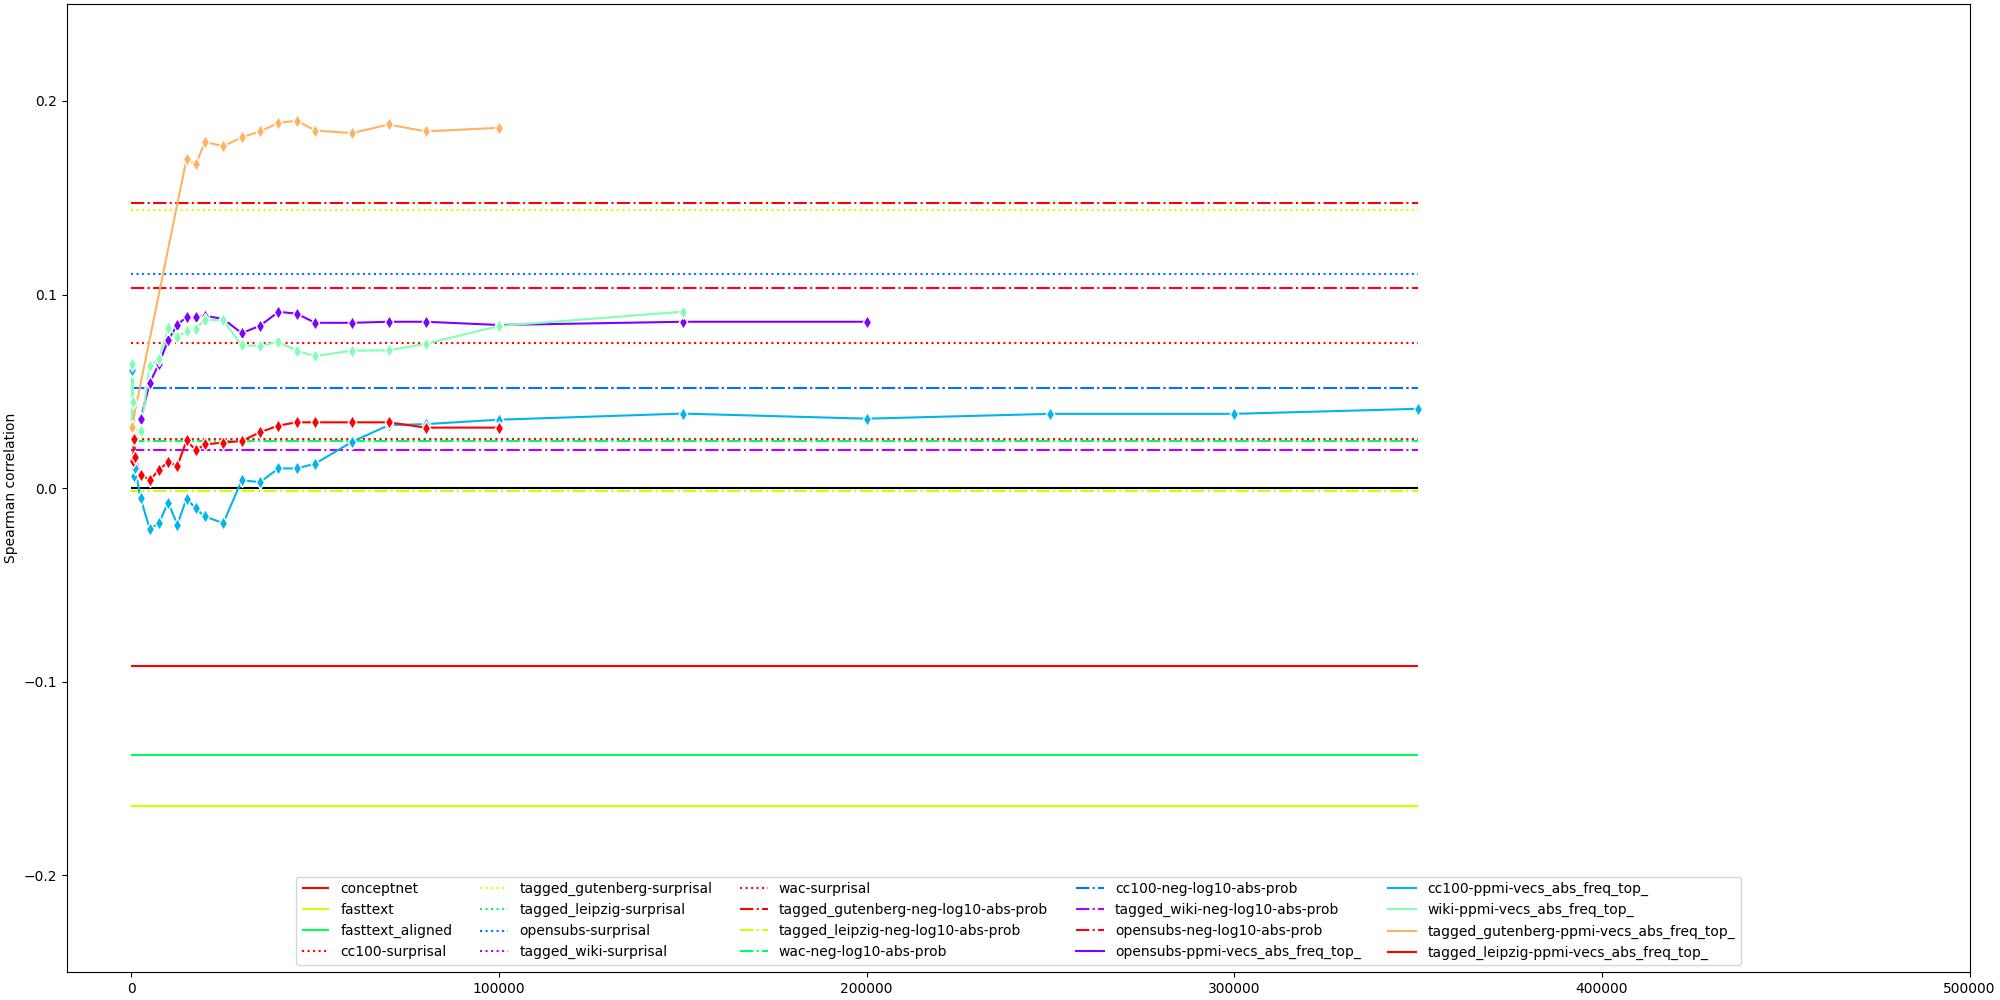 Spearman correlation
0.2
0.1
0.0
−0.1
−0.2
0
100000
200000
300000
400000
500000
conceptnet
fasttext
fasttext_aligned
cc100-surprisal
tagged_gutenberg-surprisal
tagged_leipzig-surprisal
opensubs-surprisal
tagged_wiki-surprisal
wac-surprisal
tagged_gutenberg-neg-log10-abs-prob
tagged_leipzig-neg-log10-abs-prob
wac-neg-log10-abs-prob
cc100-neg-log10-abs-prob
tagged_wiki-neg-log10-abs-prob
opensubs-neg-log10-abs-prob
opensubs-ppmi-vecs_abs_freq_top_
cc100-ppmi-vecs_abs_freq_top_
wiki-ppmi-vecs_abs_freq_top_
tagged_gutenberg-ppmi-vecs_abs_freq_top_
tagged_leipzig-ppmi-vecs_abs_freq_top_